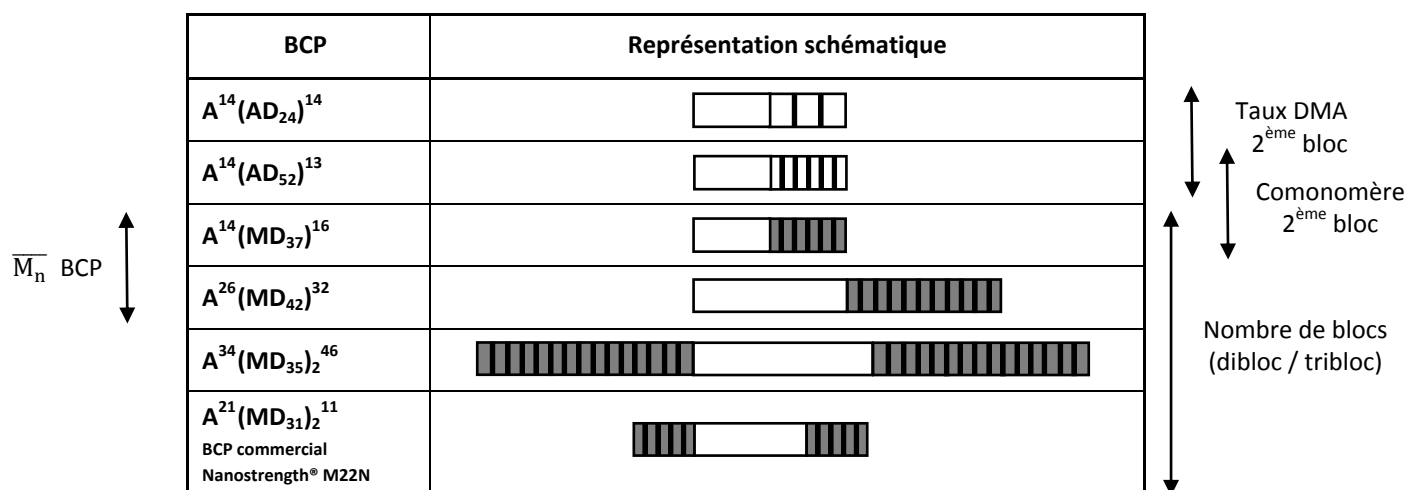 BCP
Représentation schématique
A¹⁴(AD₂₄)¹⁴
A¹⁴(AD₅₂)¹³
A¹⁴(MD₃₇)¹⁶
A²⁶(MD₄₂)³²
A³⁴(MD₃₅)₂⁴⁶
A²¹(MD₃₁)₂¹¹
BCP commercial
Nanostrength® M22N
M̅n̅ BCP
Taux DMA
2ème bloc
Comonomère
2ème bloc
Nombre de blocs
(dibloc / tribloc)